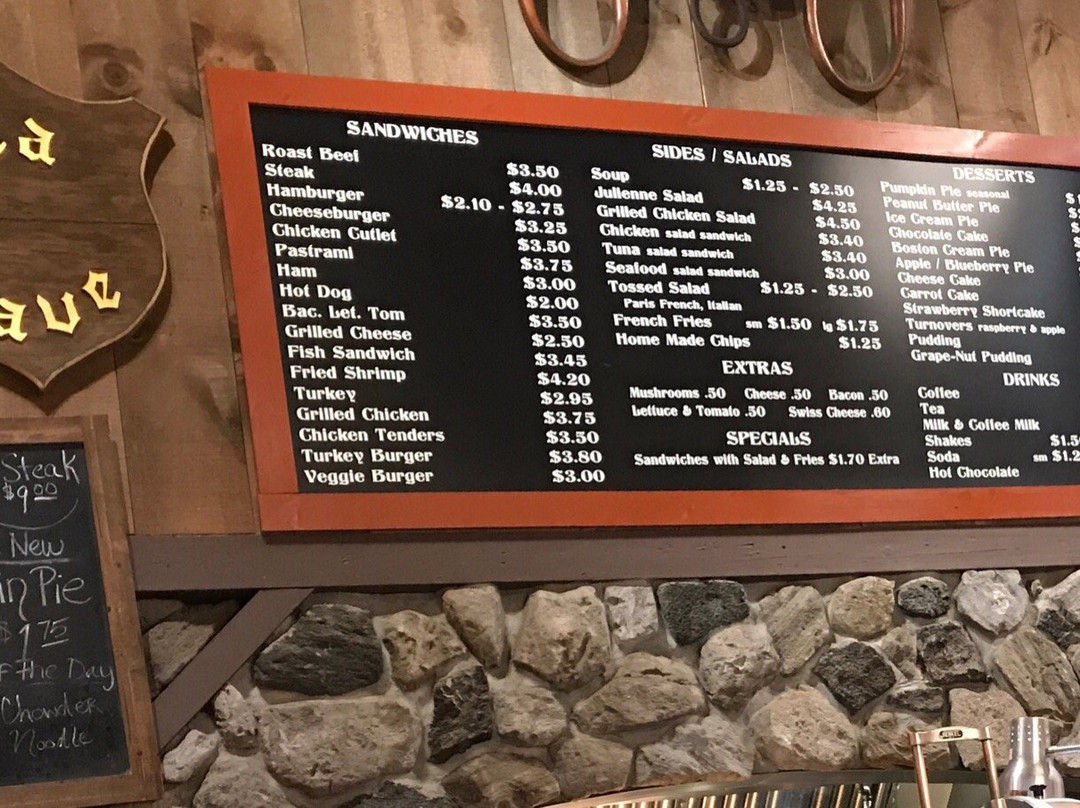 a
ave
Steak
$9.00
New
in Pie
$1.75
f the Day
Chowder
Noodle
SANDWICHES
Roast Beef $3.50
Steak $4.00
Hamburger $2.10 - $2.75
Cheeseburger $3.25
Chicken Cutlet $3.50
Pastrami $3.75
Ham $3.00
Hot Dog $2.00
Bac. Let. Tom $3.50
Grilled Cheese $2.50
Fish Sandwich $3.45
Fried Shrimp $4.20
Turkey $2.95
Grilled Chicken $3.75
Chicken Tenders $3.50
Turkey Burger $3.80
Veggie Burger $3.00
SIDES / SALADS
Soup $1.25 - $2.50
Julienne Salad $4.25
Grilled Chicken Salad $4.50
Chicken salad sandwich $3.40
Tuna salad sandwich $3.40
Seafood salad sandwich $3.00
Tossed Salad $1.25 - $2.50
Paris French, Italian
French Fries sm $1.50 lg $1.75
Home Made Chips $1.25
EXTRAS
Mushrooms .50 Cheese .50 Bacon .50
Lettuce & Tomato .50 Swiss Cheese .60
SPECIALS
Sandwiches with Salad & Fries $1.70 Extra
DESSERTS
Pumpkin Pie seasonal
Peanut Butter Pie
Ice Cream Pie
Chocolate Cake
Boston Cream Pie
Apple / Blueberry Pie
Cheese Cake
Carrot Cake
Strawberry Shortcake
Turnovers raspberry & apple
Pudding
Grape-Nut Pudding
DRINKS
Coffee
Tea
Milk & Coffee Milk
Shakes $1.5
Soda sm $1.2
Hot Chocolate